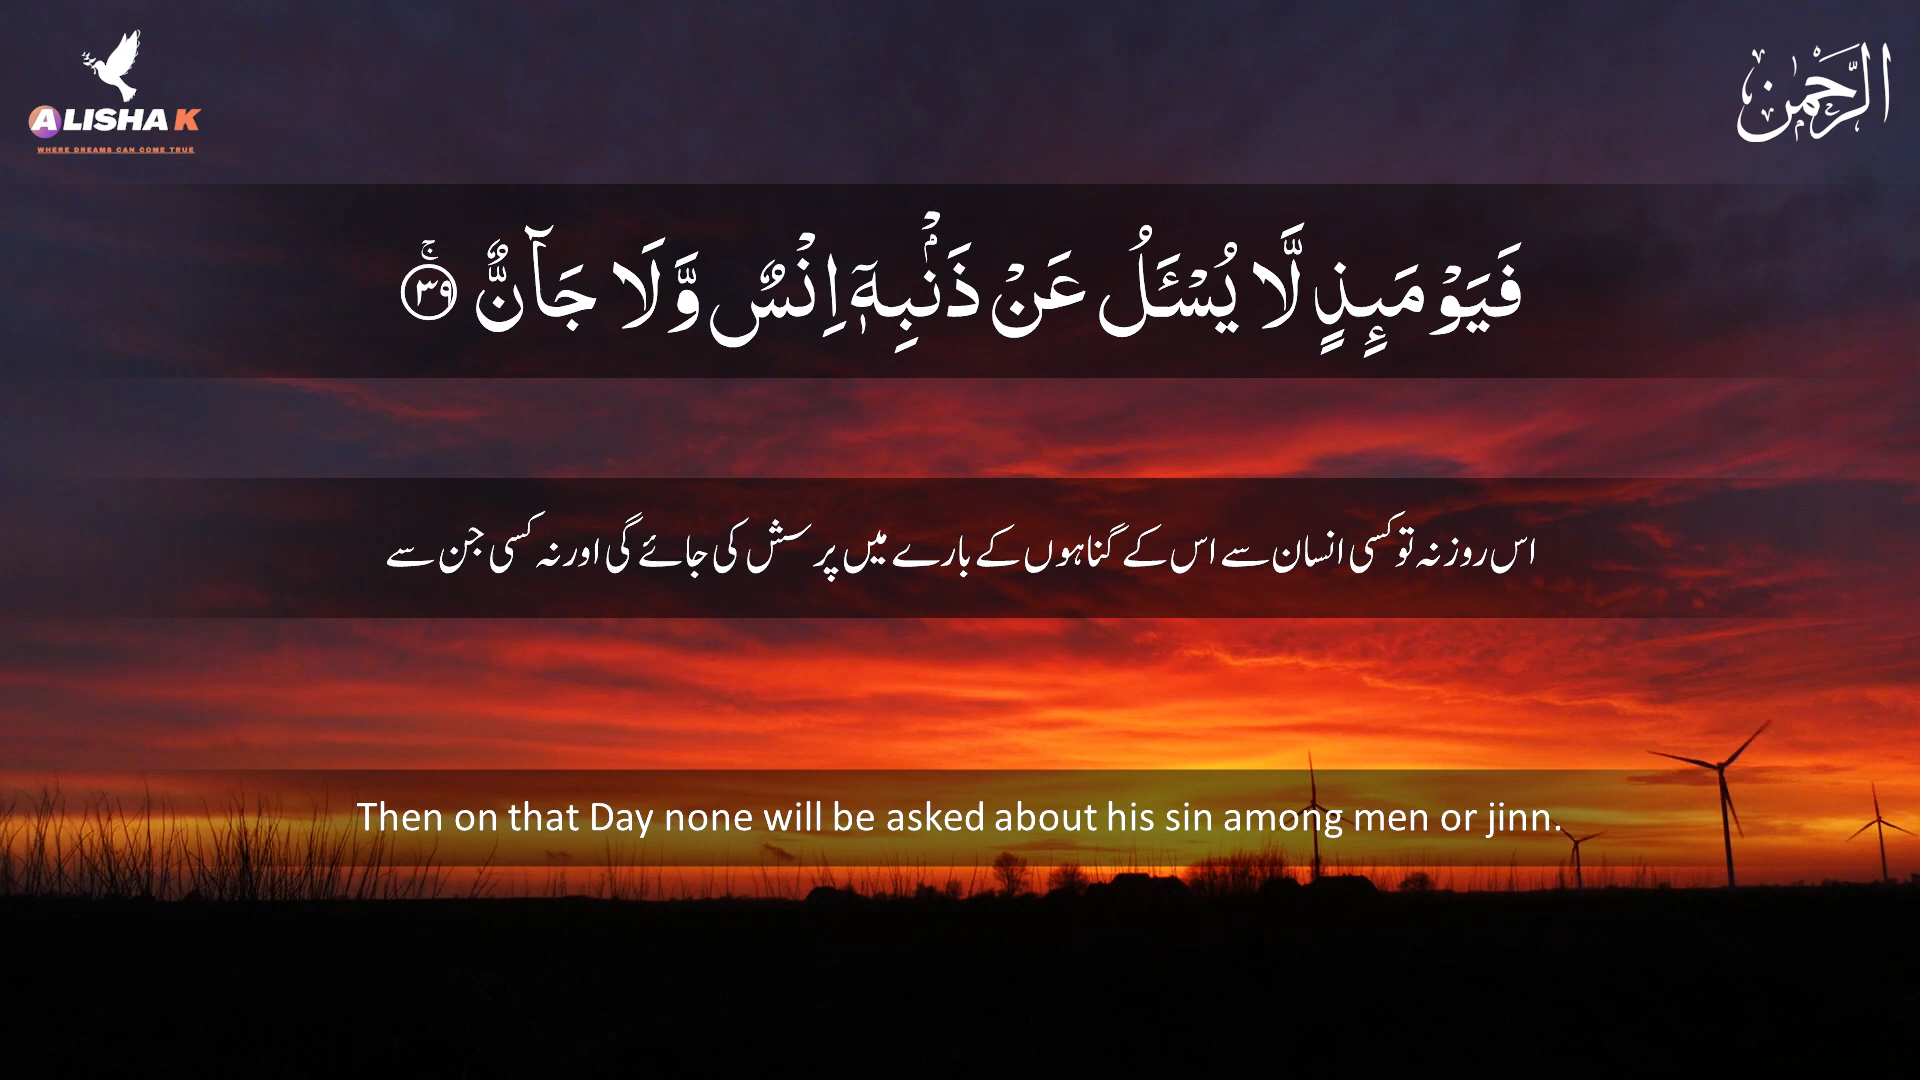 ALISHA K
WHERE DREAMS CAN COME TRUE
الرَّحْمٰن
فَيَوْمَىِٕذٍ لَّا يُسْـَٔلُ عَنْ ذَنْۢبِهٖۤ اِنْسٌ وَّلَا جَآنٌّ ۚ۝۳۹
اس روز نہ تو کسی انسان سے اس کے گناہوں کے بارے میں پرسش کی جائے گی اور نہ کسی جن سے
Then on that Day none will be asked about his sin among men or jinn.